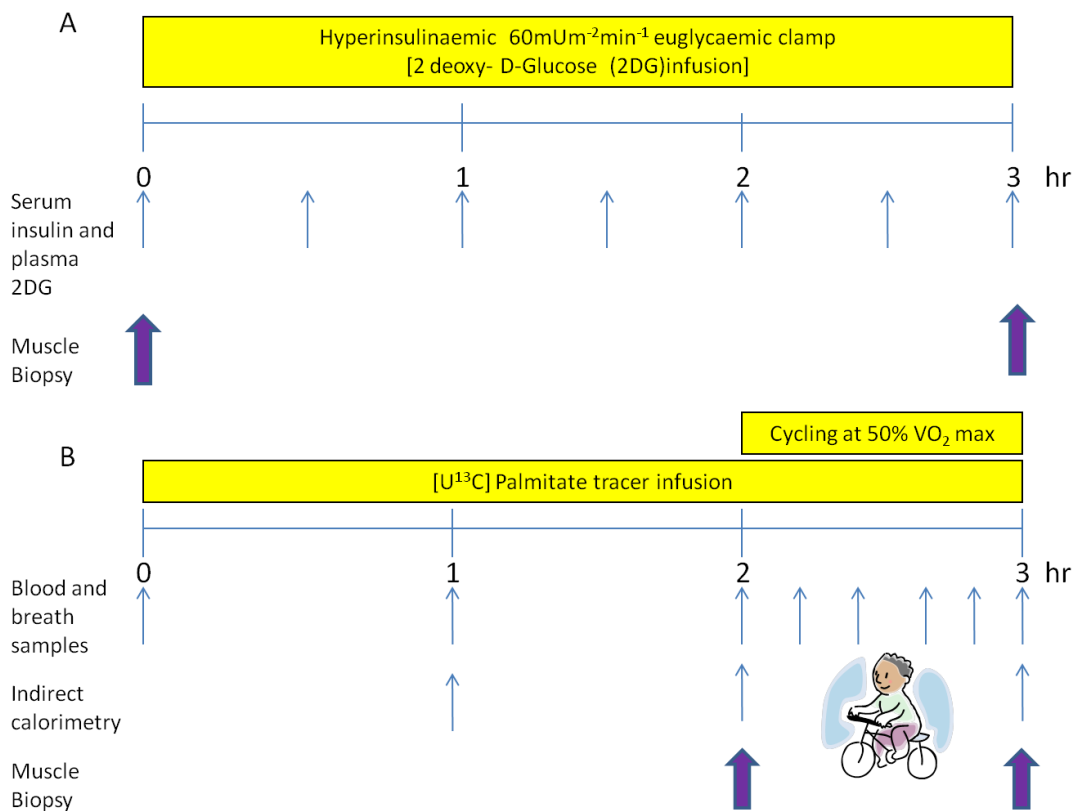 A
Hyperinsulinaemic 60mUm⁻²min⁻¹ euglycaemic clamp
[2 deoxy- D-Glucose (2DG)infusion]
0 1 2 3 hr
Serum
insulin and
plasma
2DG
Muscle
Biopsy
Cycling at 50% VO₂ max
B
[U¹³C] Palmitate tracer infusion
0 1 2 3 hr
Blood and
breath
samples
Indirect
calorimetry
Muscle
Biopsy